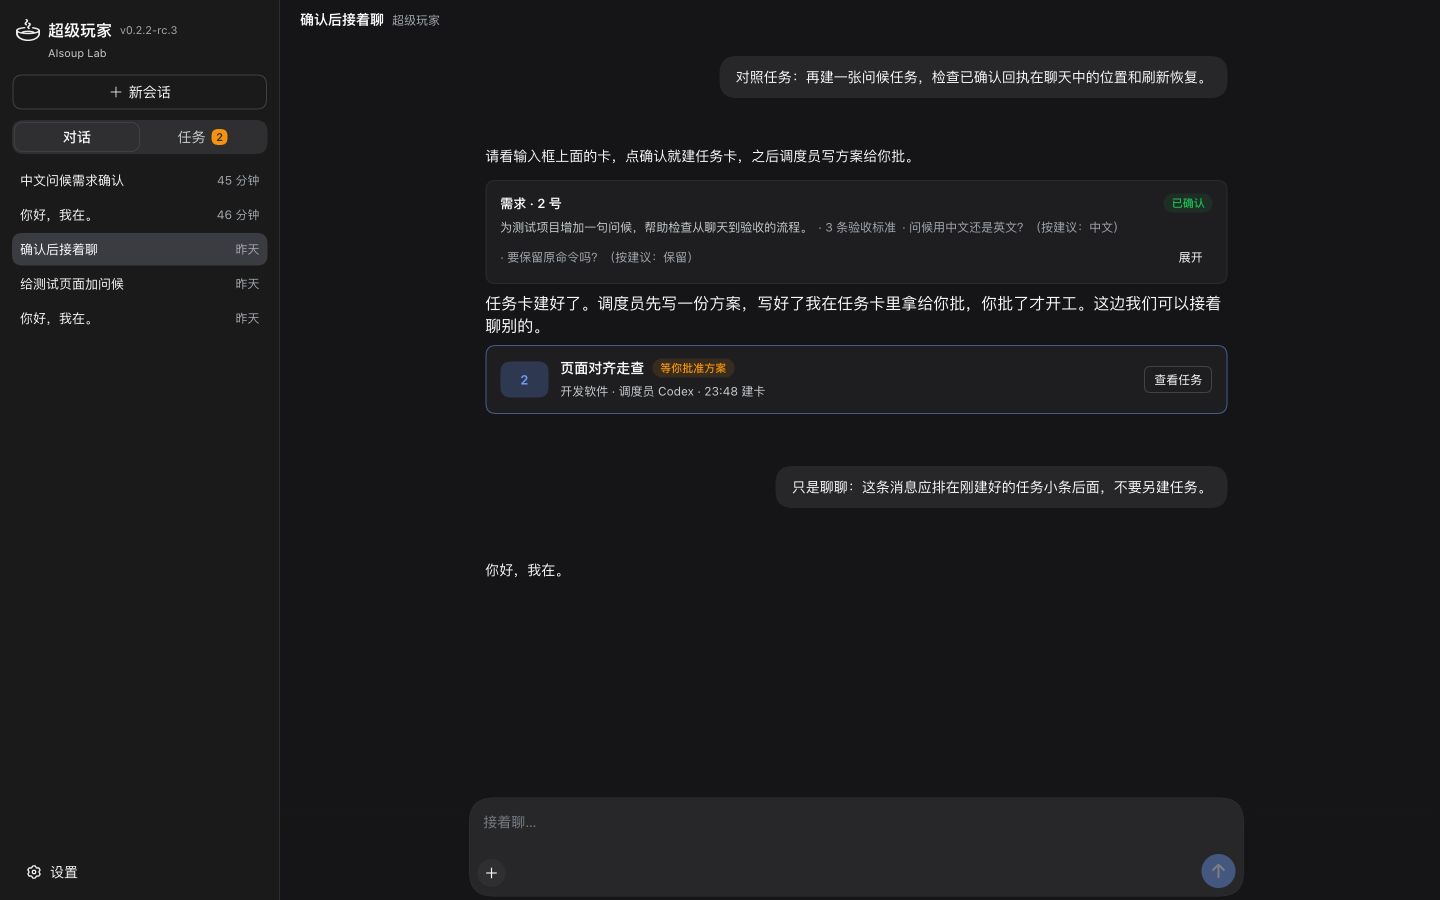 超级玩家 v0.2.2-rc.3
AIsoup Lab
新会话
对话 任务 2
中文问候需求确认 45 分钟
你好，我在。 46 分钟
确认后接着聊 昨天
给测试页面加问候 昨天
你好，我在。 昨天
设置
确认后接着聊 超级玩家
对照任务：再建一张问候任务，检查已确认回执在聊天中的位置和刷新恢复。
请看输入框上面的卡，点确认就建任务卡，之后调度员写方案给你批。
需求 · 2 号 已确认
为测试项目增加一句问候，帮助检查从聊天到验收的流程。 · 3 条验收标准 · 问候用中文还是英文？（按建议：中文）
· 要保留原命令吗？（按建议：保留） 展开
任务卡建好了。调度员先写一份方案，写好了我在任务卡里拿给你批，你批了才开工。这边我们可以接着
聊别的。
2 页面对齐走查 等你批准方案
开发软件 · 调度员 Codex · 23:48 建卡 查看任务
只是聊聊：这条消息应排在刚建好的任务小条后面，不要另建任务。
你好，我在。
接着聊...